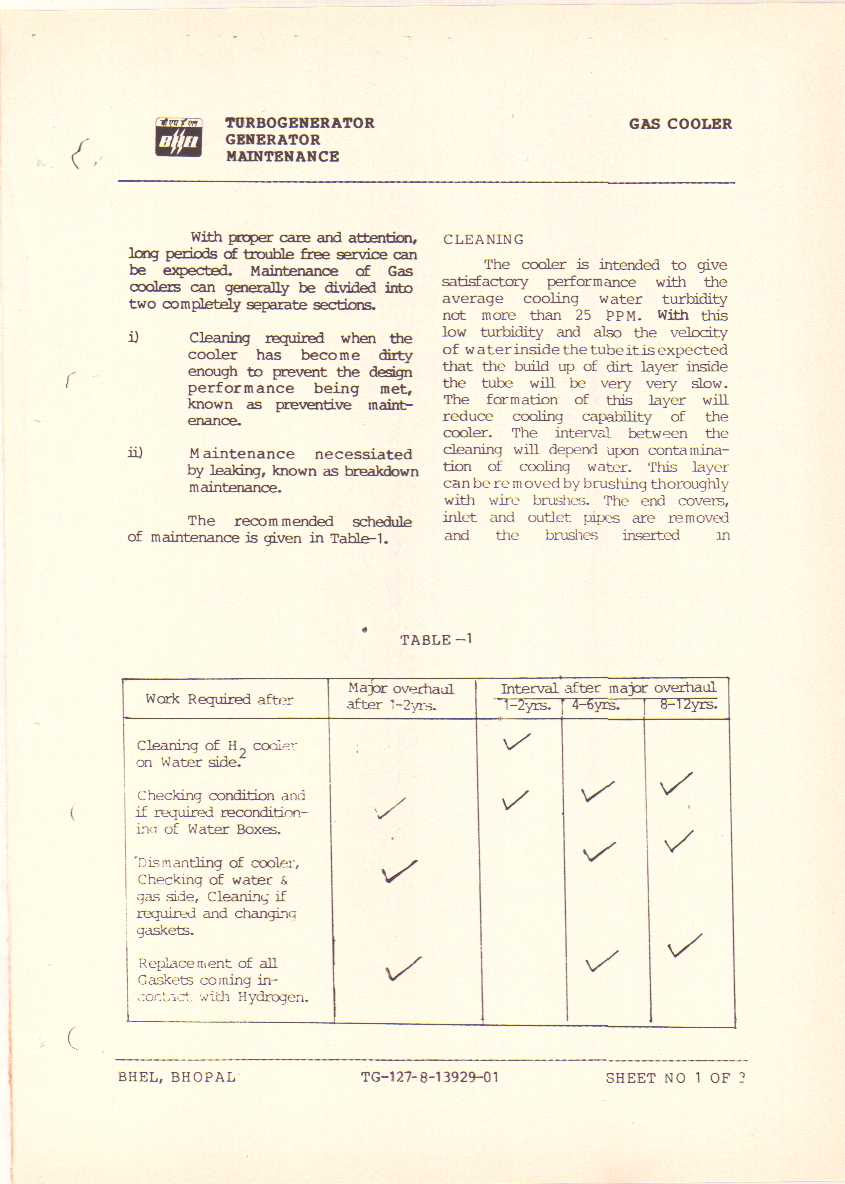 बी एच ई एल
BHEL
TURBOGENERATOR
GENERATOR
MAINTENANCE
GAS COOLER
With proper care and attention,
long periods of trouble free service can
be expected. Maintenance of Gas
coolers can generally be divided into
two completely separate sections.
i) Cleaning required when the
cooler has become dirty
enough to prevent the design
performance being met,
known as preventive maint-
enance.
ii) Maintenance necessiated
by leaking, known as breakdown
maintenance.
The recommended schedule
of maintenance is given in Table-1.
CLEANING
The cooler is intended to give
satisfactory performance with the
average cooling water turbidity
not more than 25 PPM. With this
low turbidity and also the velocity
of water inside the tube it is expected
that the build up of dirt layer inside
the tube will be very very slow.
The formation of this layer will
reduce cooling capability of the
cooler. The interval between the
cleaning will depend upon contamina-
tion of cooling water. This layer
can be removed by brushing thoroughly
with wire brushes. The end covers,
inlet and outlet pipes are removed
and the brushes inserted in
TABLE-1
Work Required after
Major overhaul
after 1-2yrs.
Interval after major overhaul
1-2yrs. 4-6yrs. 8-12yrs.
Cleaning of H2 cooler
on Water side.
✓
Checking condition and
if required recondition-
ing of Water Boxes.
✓ ✓ ✓ ✓
Dismantling of cooler,
Checking of water &
gas side, Cleaning if
required and changing
gaskets.
✓ ✓ ✓
Replacement of all
Gaskets coming in-
contact with Hydrogen.
✓ ✓ ✓
BHEL, BHOPAL TG-127-8-13929-01 SHEET NO 1 OF